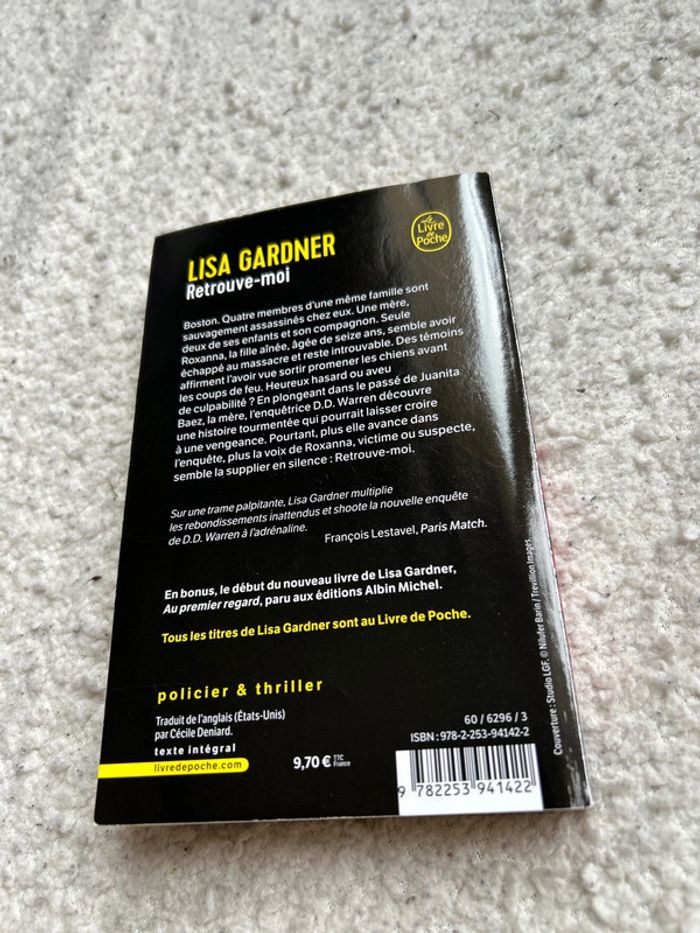 Le
Livre
de
Poche
LISA GARDNER
Retrouve-moi
Boston. Quatre membres d'une même famille sont
sauvagement assassinés chez eux. Une mère,
deux de ses enfants et son compagnon. Seule
Roxanna, la fille aînée, âgée de seize ans, semble avoir
échappé au massacre et reste introuvable. Des témoins
affirment l'avoir vue sortir promener les chiens avant
les coups de feu. Heureux hasard ou aveu
de culpabilité ? En plongeant dans le passé de Juanita
Baez, la mère, l'enquêtrice D.D. Warren découvre
une histoire tourmentée qui pourrait laisser croire
à une vengeance. Pourtant, plus elle avance dans
l'enquête, plus la voix de Roxanna, victime ou suspecte,
semble la supplier en silence : Retrouve-moi.
Sur une trame palpitante, Lisa Gardner multiplie
les rebondissements inattendus et shoote la nouvelle enquête
de D.D. Warren à l'adrénaline.
François Lestavel, Paris Match.
En bonus, le début du nouveau livre de Lisa Gardner,
Au premier regard, paru aux éditions Albin Michel.
Tous les titres de Lisa Gardner sont au Livre de Poche.
policier & thriller
Traduit de l'anglais (États-Unis)
par Cécile Deniard.
texte intégral
livredepoche.com
9,70 € TTC
France
60 / 6296 / 3
ISBN : 978-2-253-94142-2
9 782253 941422
Couverture : Studio LGF. © Nilufer Barin / Trevillion Images.